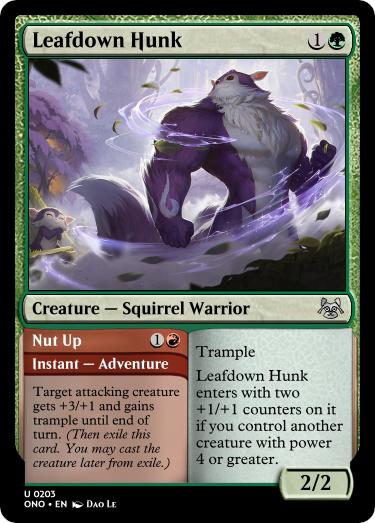 Leafdown Hunk 1
Creature — Squirrel Warrior
Nut Up 1
Instant — Adventure
Target attacking creature
gets +3/+1 and gains
trample until end of
turn. (Then exile this
card. You may cast the
creature later from exile.)
Trample
Leafdown Hunk
enters with two
+1/+1 counters on it
if you control another
creature with power
4 or greater.
2/2
U 0203
ONO • EN Dao Le